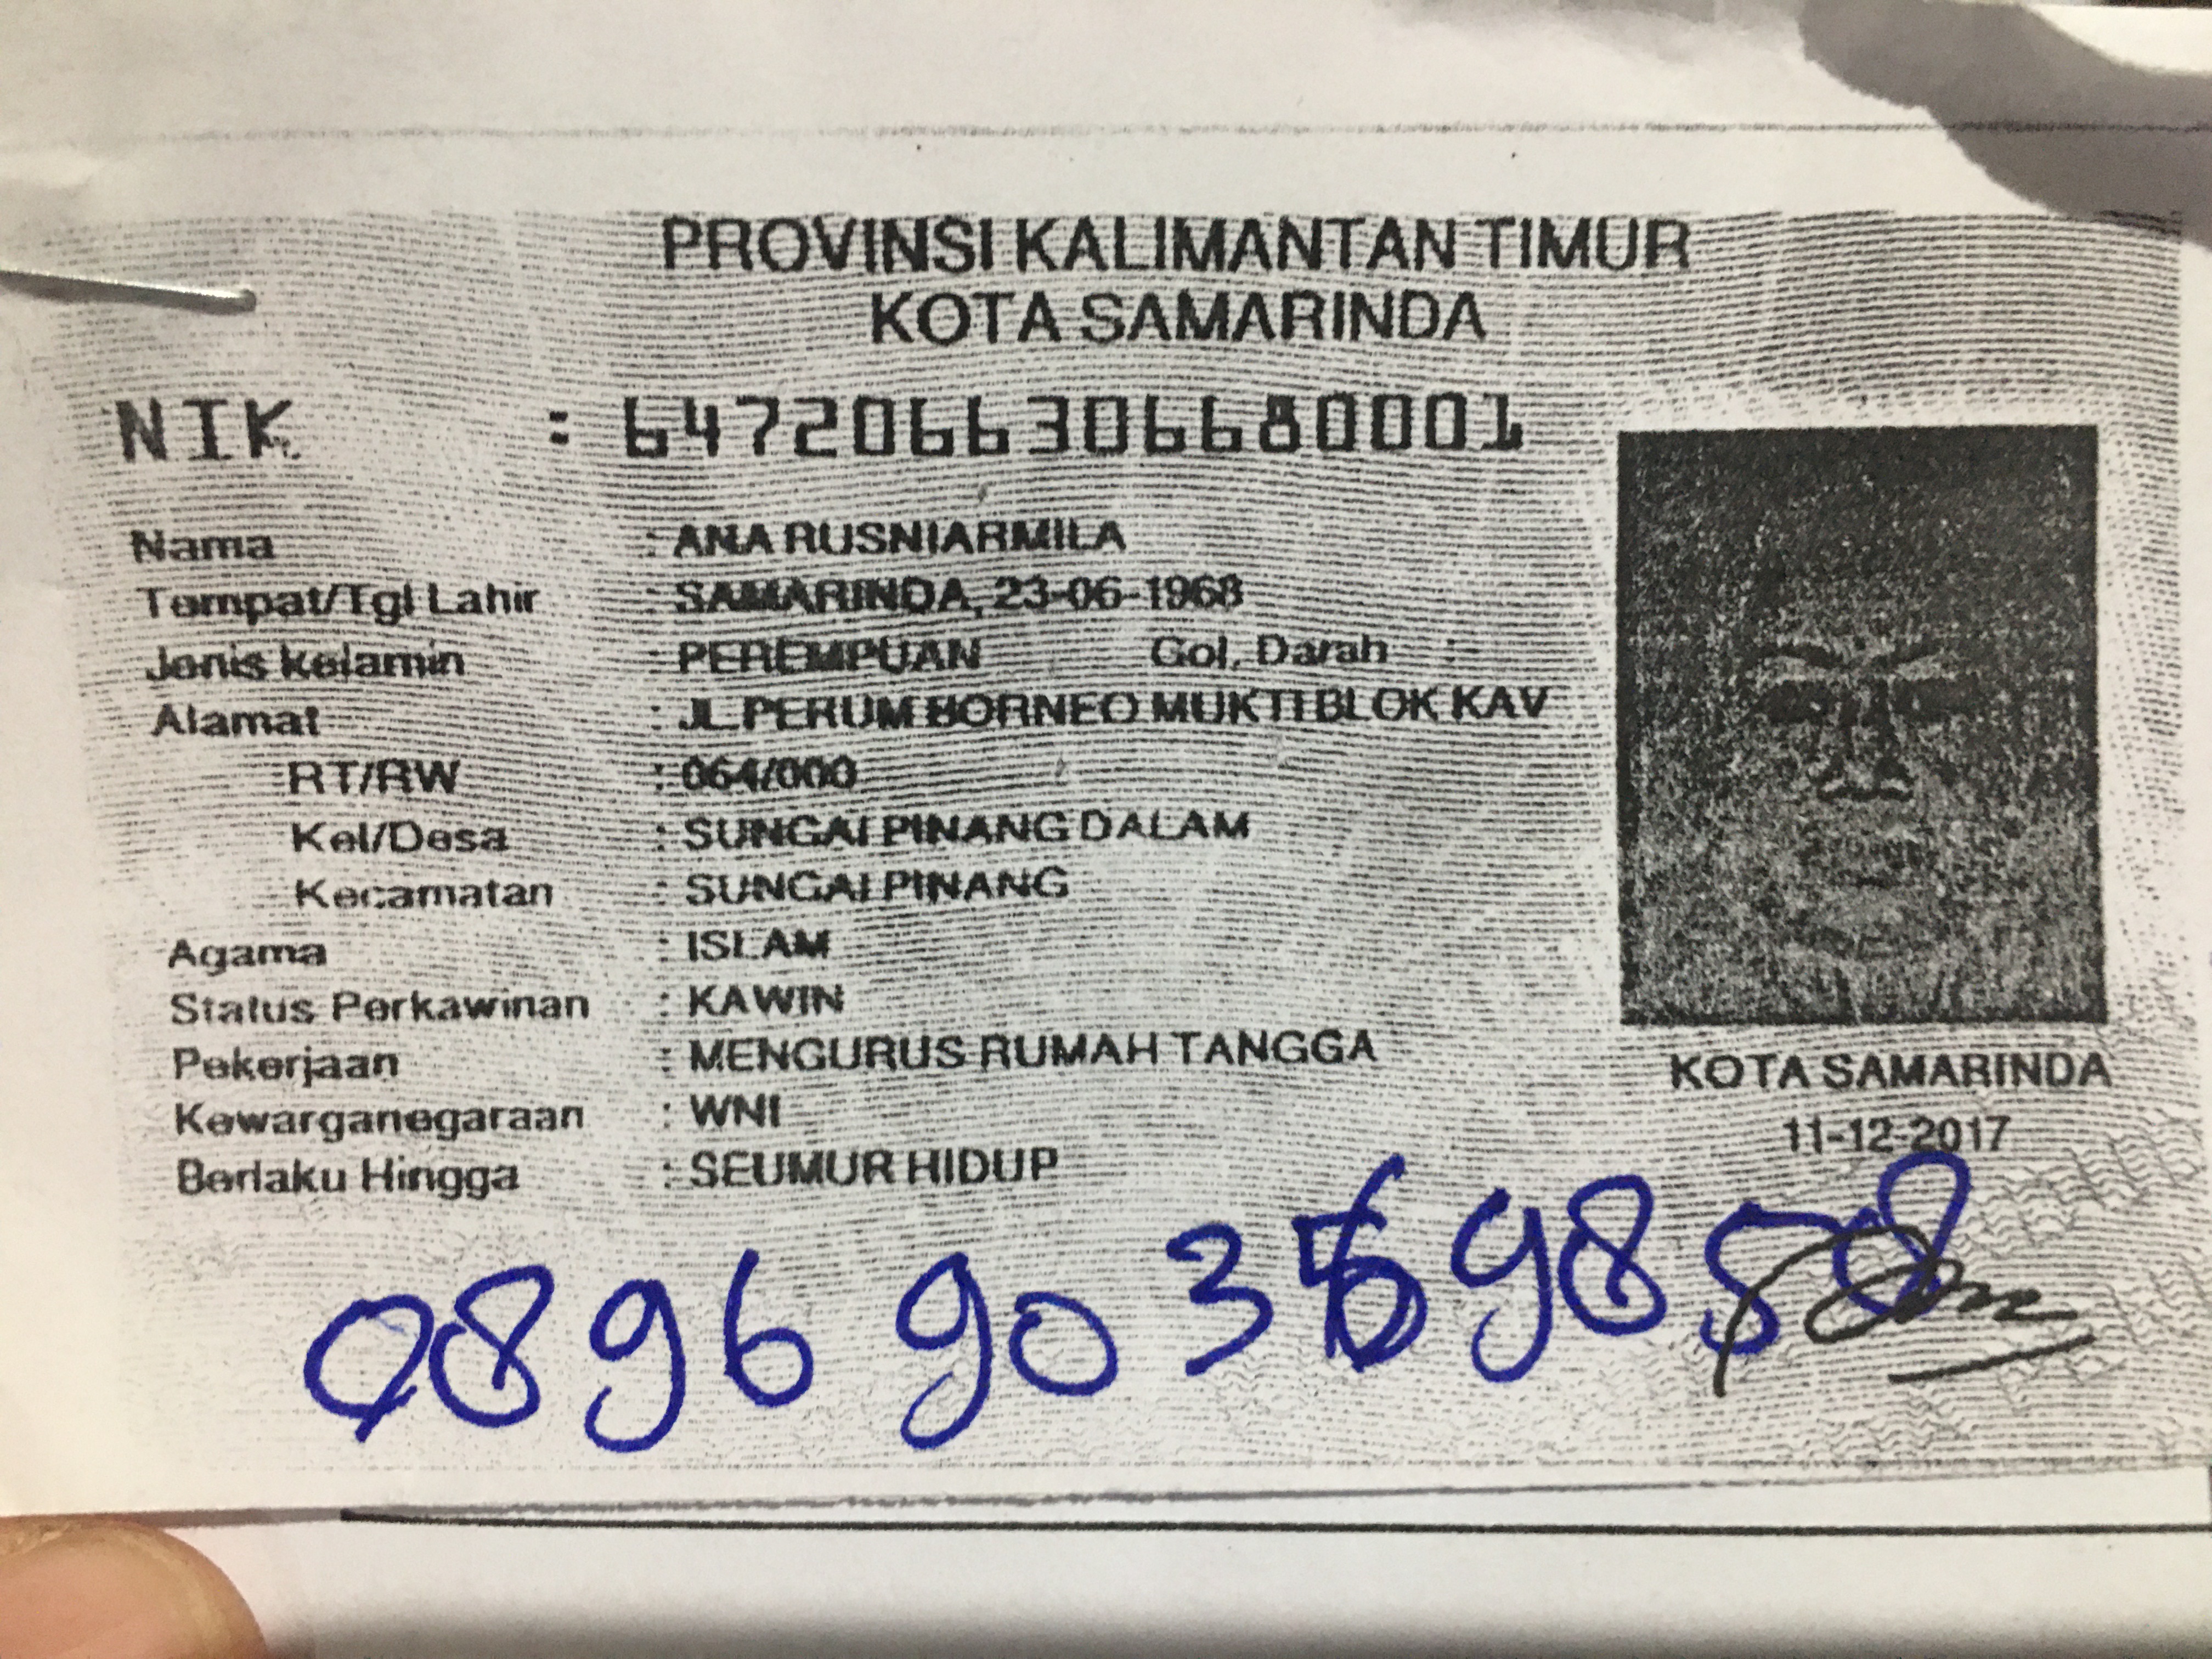 PROVINSI KALIMANTAN TIMUR
KOTA SAMARINDA
NIK : 6472066306680001
Nama : ANA RUSNIARMILA
Tempat/Tgl Lahir : SAMARINDA, 23-06-1968
Jenis kelamin : PEREMPUAN Gol. Darah :
Alamat : JL.PERUM BORNEO MUKTI BLOK KAV
RT/RW : 064/000
Kel/Desa : SUNGAI PINANG DALAM
Kecamatan : SUNGAI PINANG
Agama : ISLAM
Status Perkawinan : KAWIN
Pekerjaan : MENGURUS RUMAH TANGGA
Kewarganegaraan : WNI
Berlaku Hingga : SEUMUR HIDUP
KOTA SAMARINDA
11-12-2017